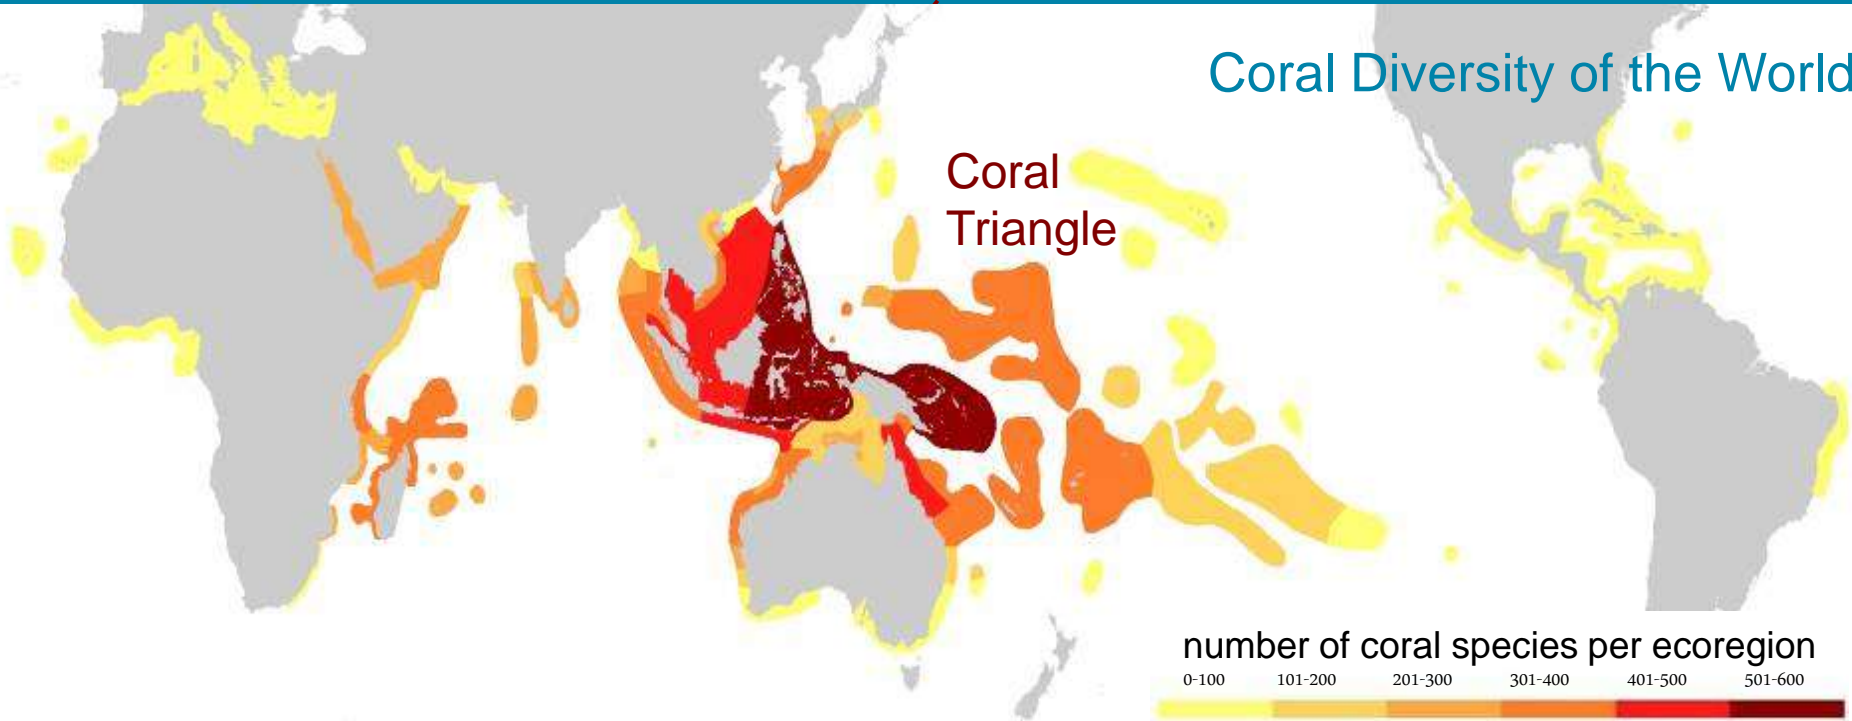 Coral Diversity of the World
Coral
Triangle
number of coral species per ecoregion
0-100 101-200 201-300 301-400 401-500 501-600